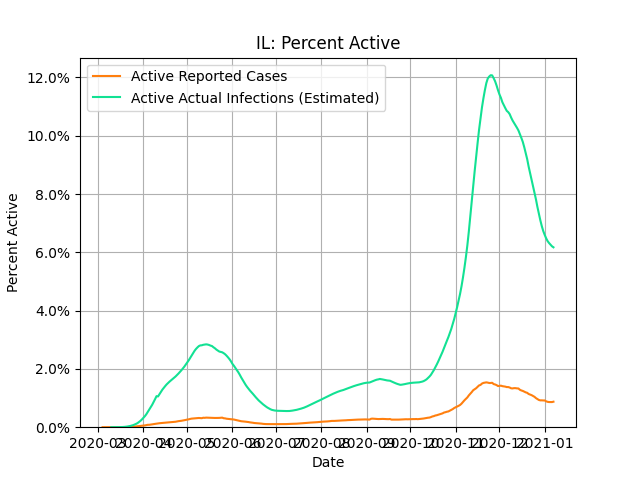 IL: Percent Active
Active Reported Cases
Active Actual Infections (Estimated)
12.0%
10.0%
8.0%
6.0%
4.0%
2.0%
0.0%
Percent Active
2020-03 2020-04 2020-05 2020-06 2020-07 2020-08 2020-09 2020-10 2020-11 2020-12 2021-01
Date